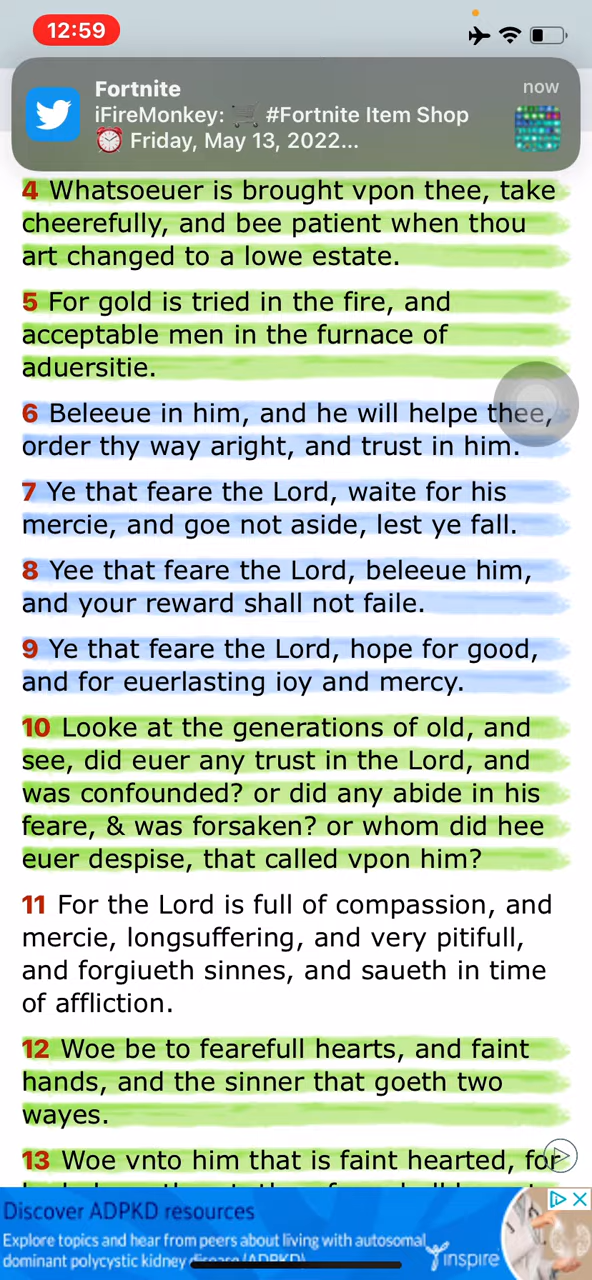 12:59
Fortnite
now
iFireMonkey: 🛒 #Fortnite Item Shop
⏰ Friday, May 13, 2022...
4 Whatsoeuer is brought vpon thee, take
cheerefully, and bee patient when thou
art changed to a lowe estate.
5 For gold is tried in the fire, and
acceptable men in the furnace of
aduersitie.
6 Beleeue in him, and he will helpe thee,
order thy way aright, and trust in him.
7 Ye that feare the Lord, waite for his
mercie, and goe not aside, lest ye fall.
8 Yee that feare the Lord, beleeue him,
and your reward shall not faile.
9 Ye that feare the Lord, hope for good,
and for euerlasting ioy and mercy.
10 Looke at the generations of old, and
see, did euer any trust in the Lord, and
was confounded? or did any abide in his
feare, & was forsaken? or whom did hee
euer despise, that called vpon him?
11 For the Lord is full of compassion, and
mercie, longsuffering, and very pitifull,
and forgiueth sinnes, and saueth in time
of affliction.
12 Woe be to fearefull hearts, and faint
hands, and the sinner that goeth two
wayes.
13 Woe vnto him that is faint hearted, for
Discover ADPKD resources
Explore topics and hear from peers about living with autosomal
dominant polycystic kidney disease (ADPKD)
inspire